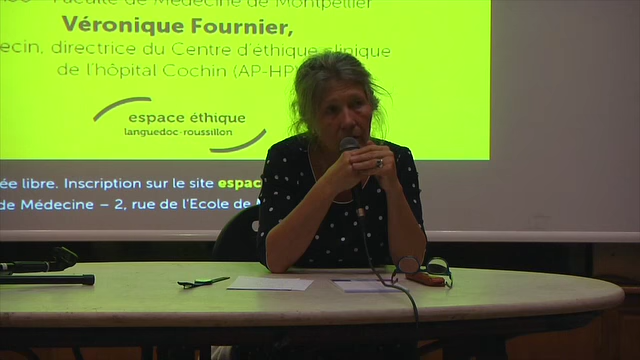 Faculté de Médecine de Montpellier
Véronique Fournier,
ecin, directrice du Centre d'éthique clinique
de l'hôpital Cochin (AP-HP)
espace éthique
languedoc-roussillon
ée libre. Inscription sur le site espac
de Médecine – 2, rue de l'Ecole de